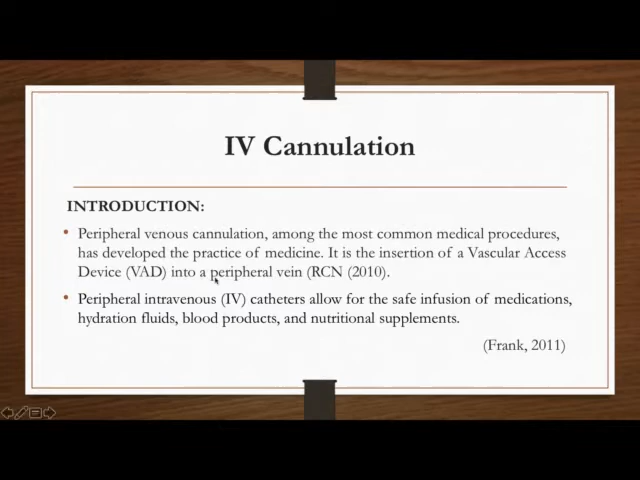 IV Cannulation
INTRODUCTION:
• Peripheral venous cannulation, among the most common medical procedures,
has developed the practice of medicine. It is the insertion of a Vascular Access
Device (VAD) into a peripheral vein (RCN (2010).
• Peripheral intravenous (IV) catheters allow for the safe infusion of medications,
hydration fluids, blood products, and nutritional supplements.
(Frank, 2011)